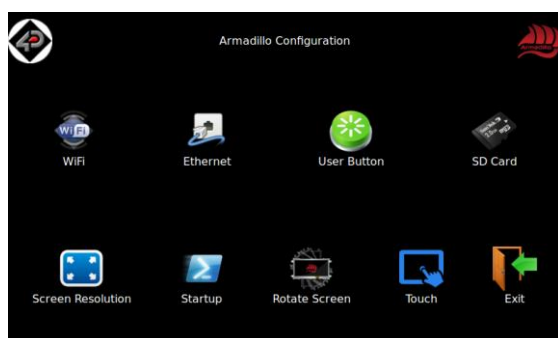 Armadillo Configuration
WiFi
Ethernet
User Button
SD Card
Screen Resolution
Startup
Rotate Screen
Touch
Exit